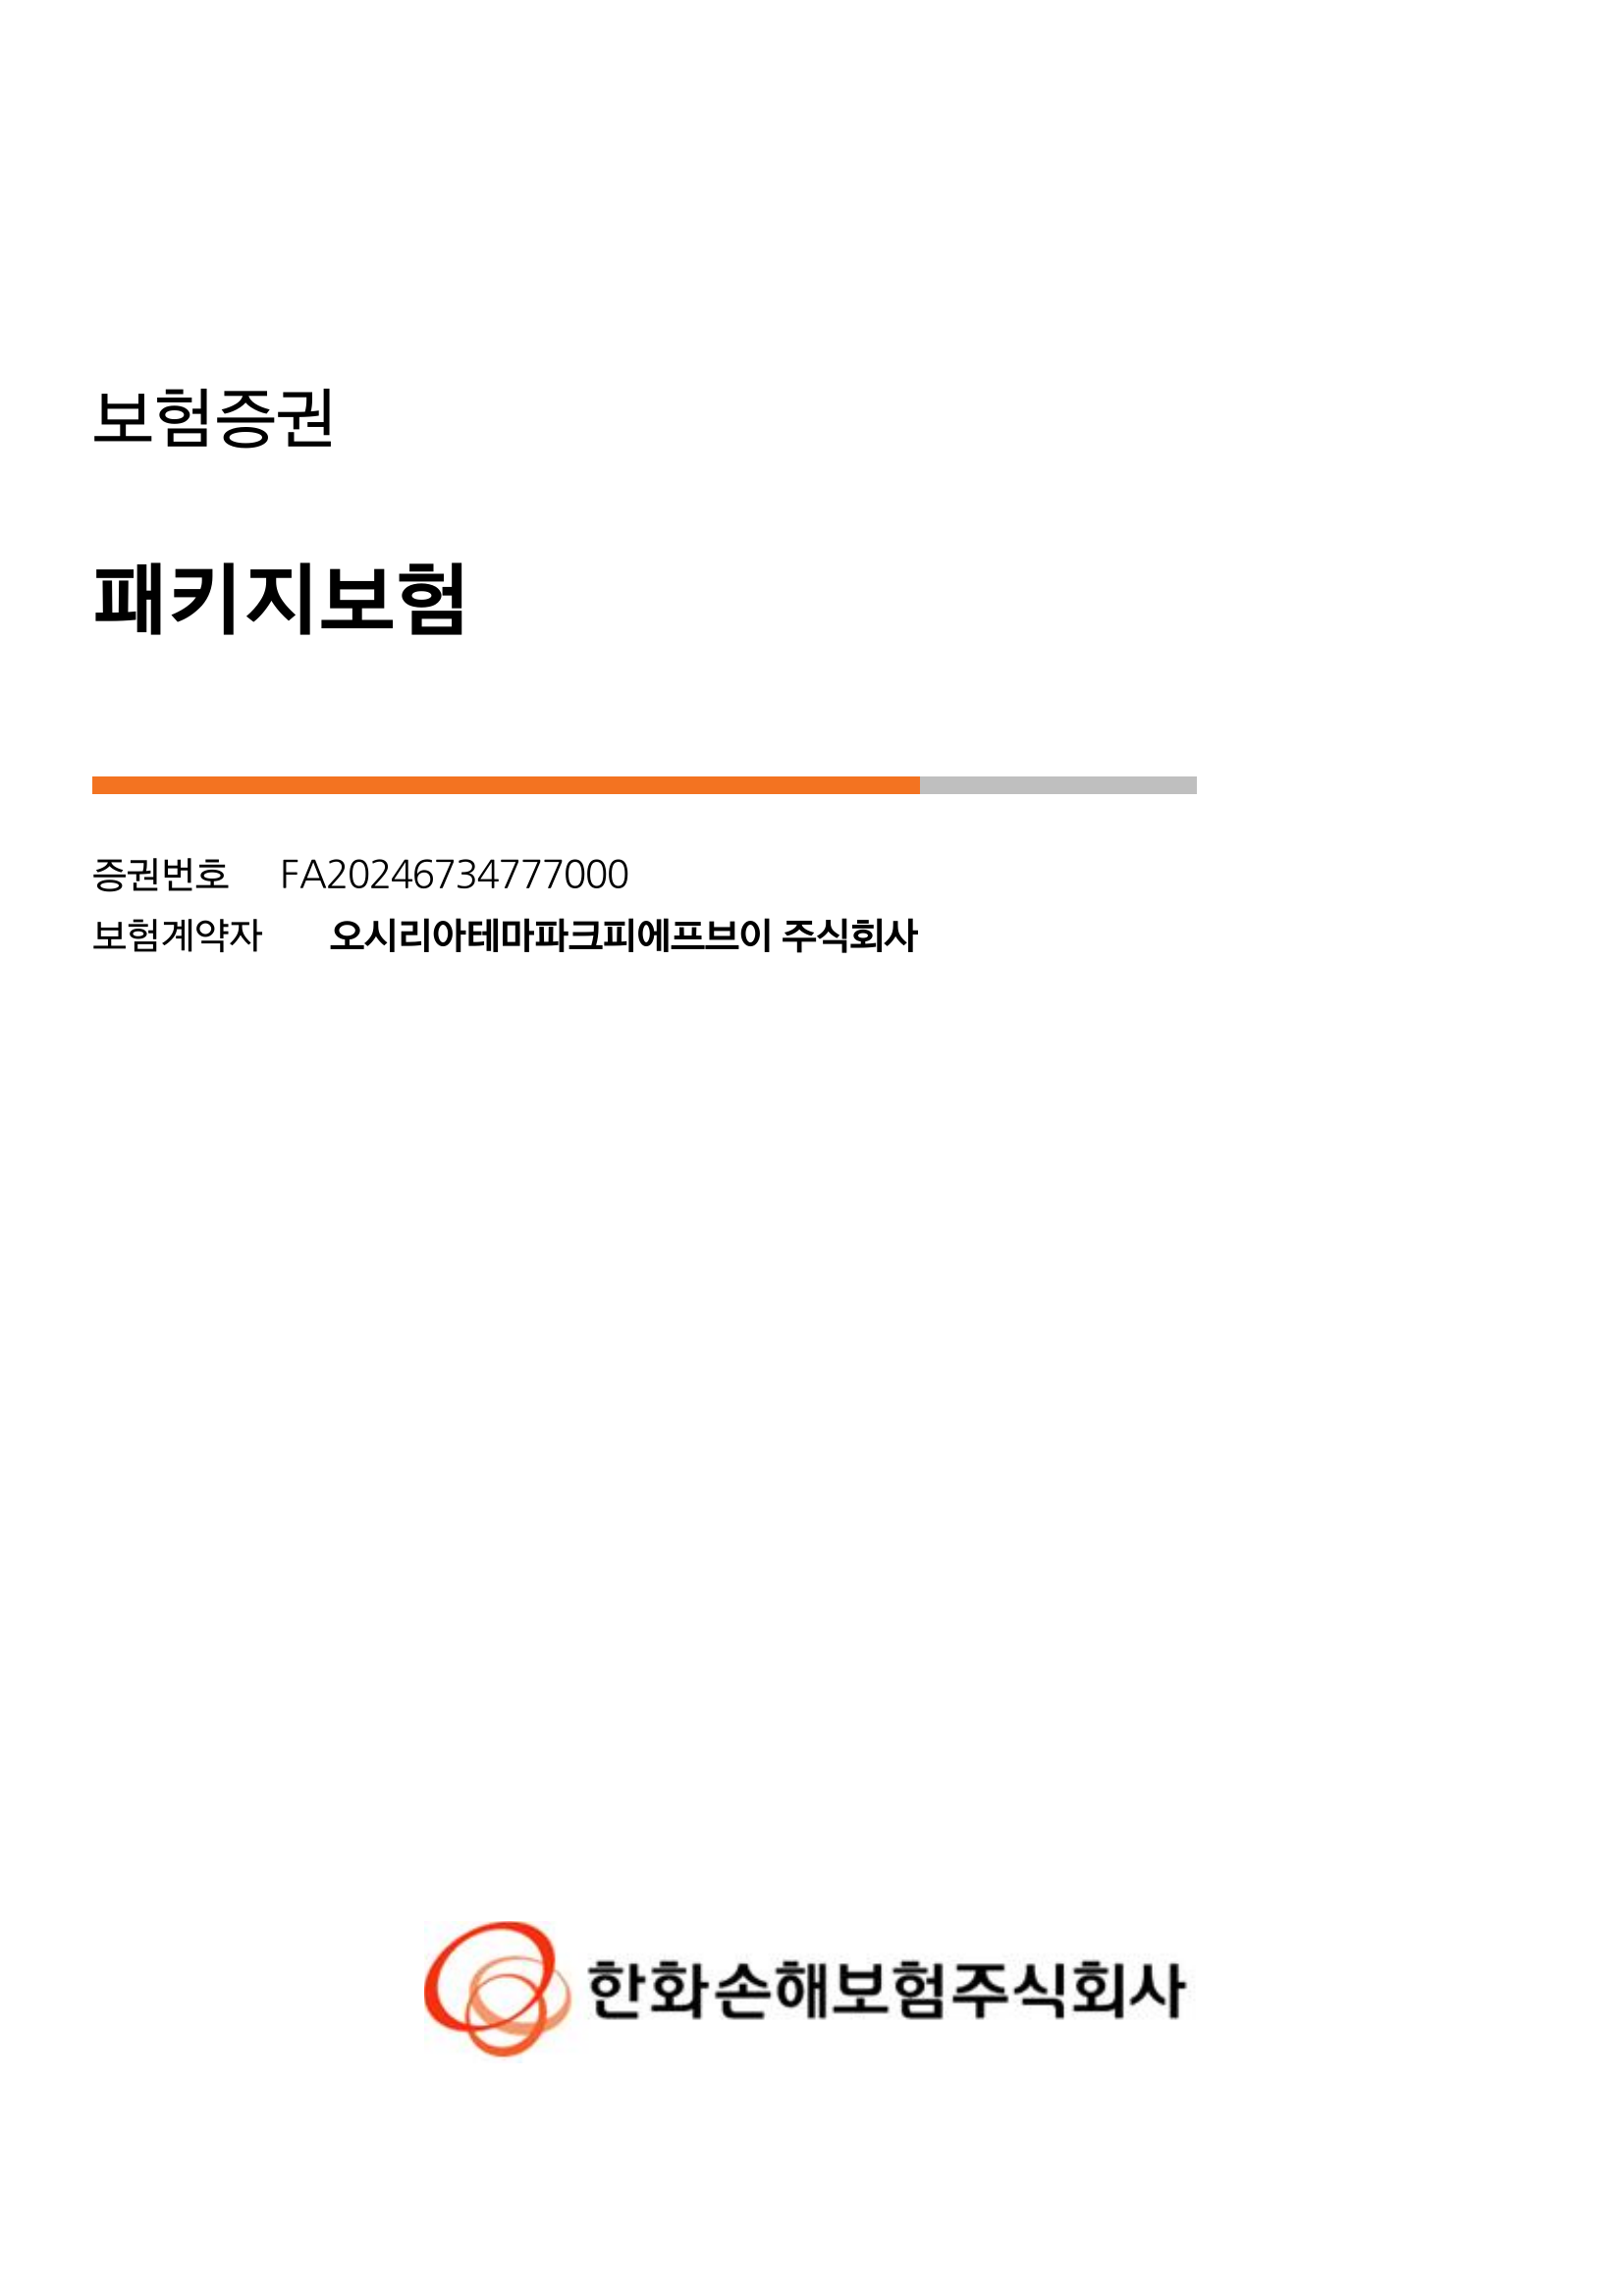 보험증권
패키지보험
증권번호 FA20246734777000
보험계약자 오시리아테마파크피에프브이 주식회사
한화손해보험주식회사